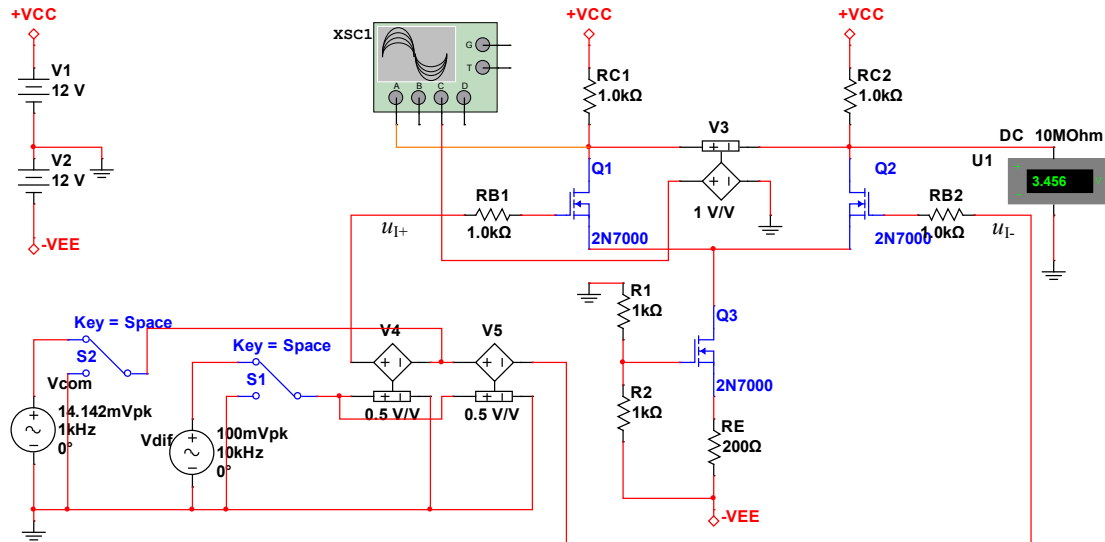 +VCC
+VCC
+VCC
XSC1
G
T
A
B
C
D
V1
12 V
V2
12 V
-VEE
RC1
1.0kΩ
RC2
1.0kΩ
V3
1 V/V
DC 10MOhm
U1
3.456
Q1
2N7000
Q2
2N7000
RB1
1.0kΩ
RB2
1.0kΩ
uI+
uI-
R1
1kΩ
R2
1kΩ
Q3
2N7000
RE
200Ω
-VEE
Key = Space
S2
Key = Space
S1
V4
0.5 V/V
V5
0.5 V/V
Vcom
14.142mVpk
1kHz
0°
Vdif
100mVpk
10kHz
0°